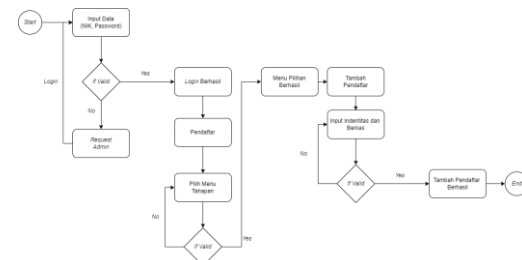 Start
Input Data
(NIK, Password)
Login
If Valid
Yes
No
Request
Admin
Login Berhasil
Pendaftar
Pilih Menu
Tahapan
No
If Valid
Yes
Menu Pilihan
Berhasil
Tambah
Pendaftar
Input Indentitas dan
Berkas
No
If Valid
Yes
Tambah Pendaftar
Berhasil
End